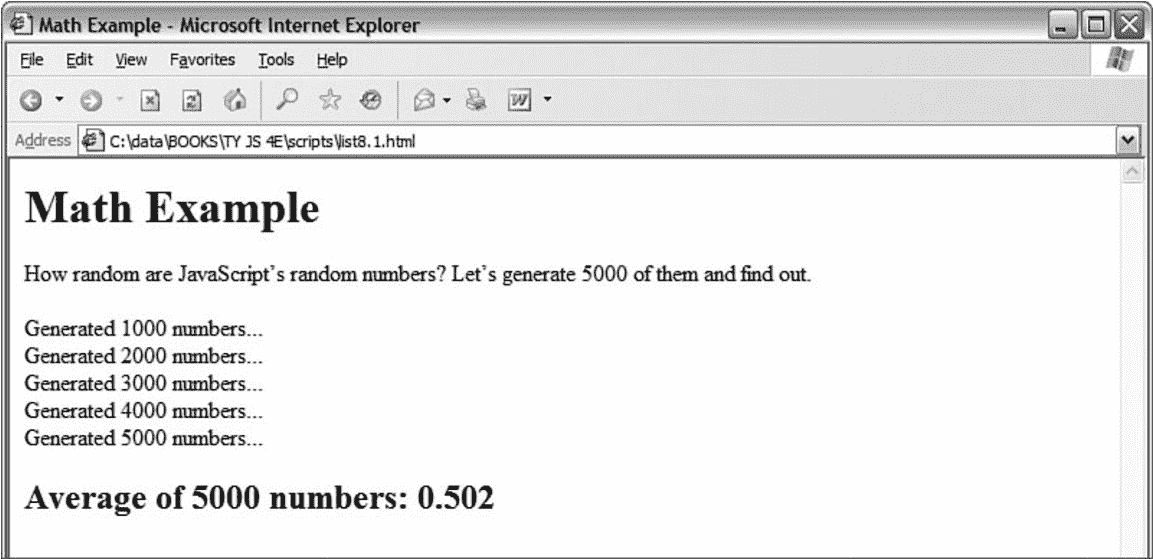 Math Example - Microsoft Internet Explorer
File Edit View Favorites Tools Help
W
Address C:\data\BOOKS\TY JS 4E\scripts\list8.1.html
Math Example
How random are JavaScript's random numbers? Let's generate 5000 of them and find out.
Generated 1000 numbers...
Generated 2000 numbers...
Generated 3000 numbers...
Generated 4000 numbers...
Generated 5000 numbers...
Average of 5000 numbers: 0.502